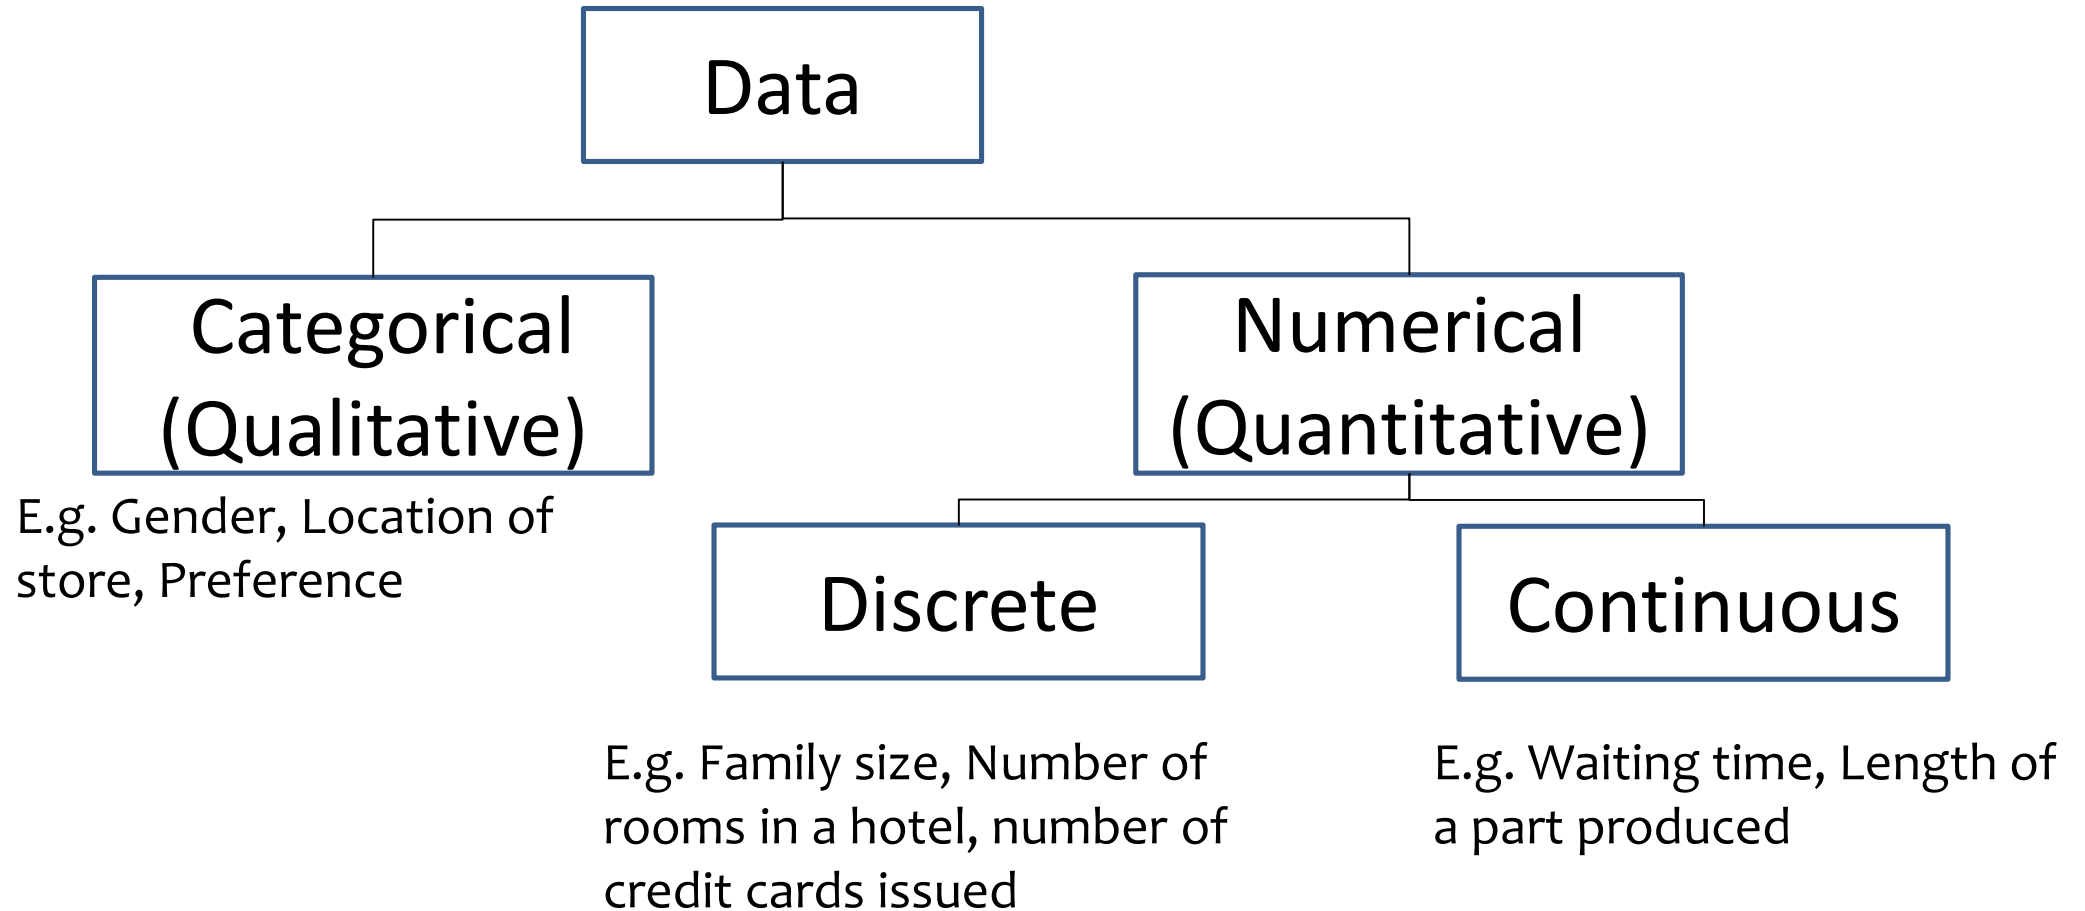 Data
Categorical
(Qualitative)
Numerical
(Quantitative)
E.g. Gender, Location of
store, Preference
Discrete
Continuous
E.g. Family size, Number of
rooms in a hotel, number of
credit cards issued
E.g. Waiting time, Length of
a part produced